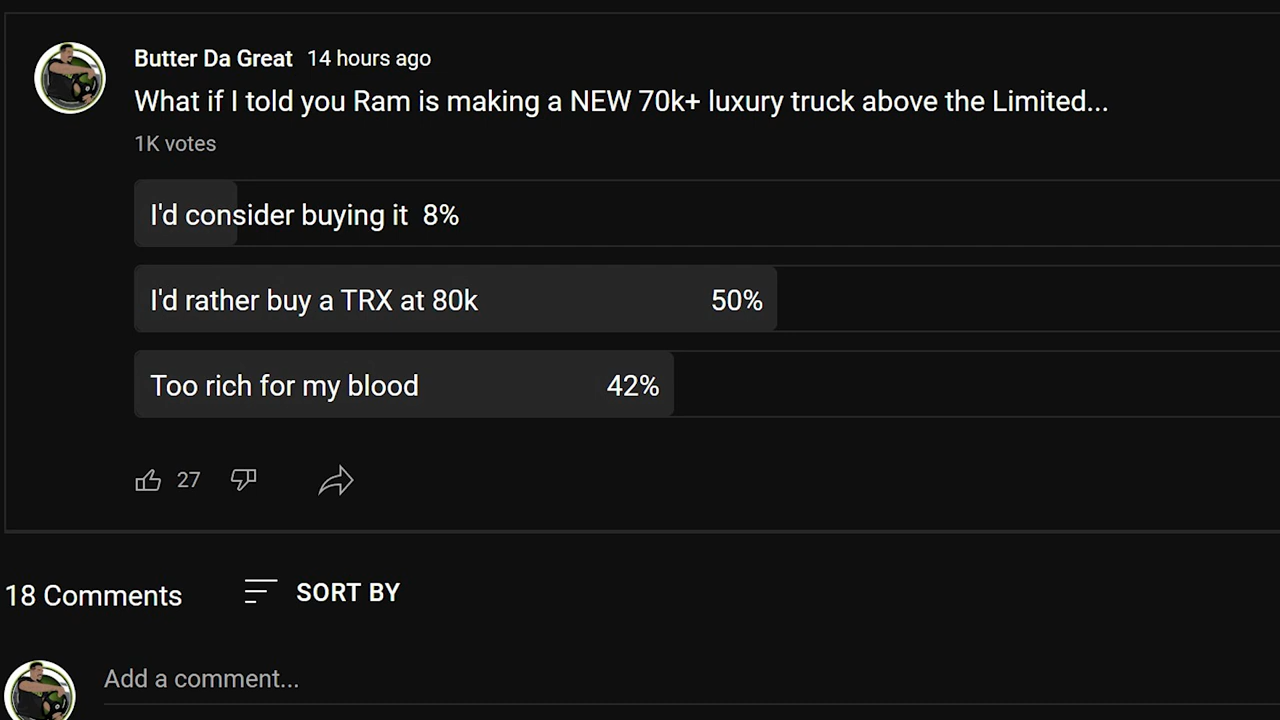 Butter Da Great 14 hours ago
What if I told you Ram is making a NEW 70k+ luxury truck above the Limited...
1K votes
I'd consider buying it 8%
I'd rather buy a TRX at 80k 50%
Too rich for my blood 42%
27
18 Comments SORT BY
Add a comment...